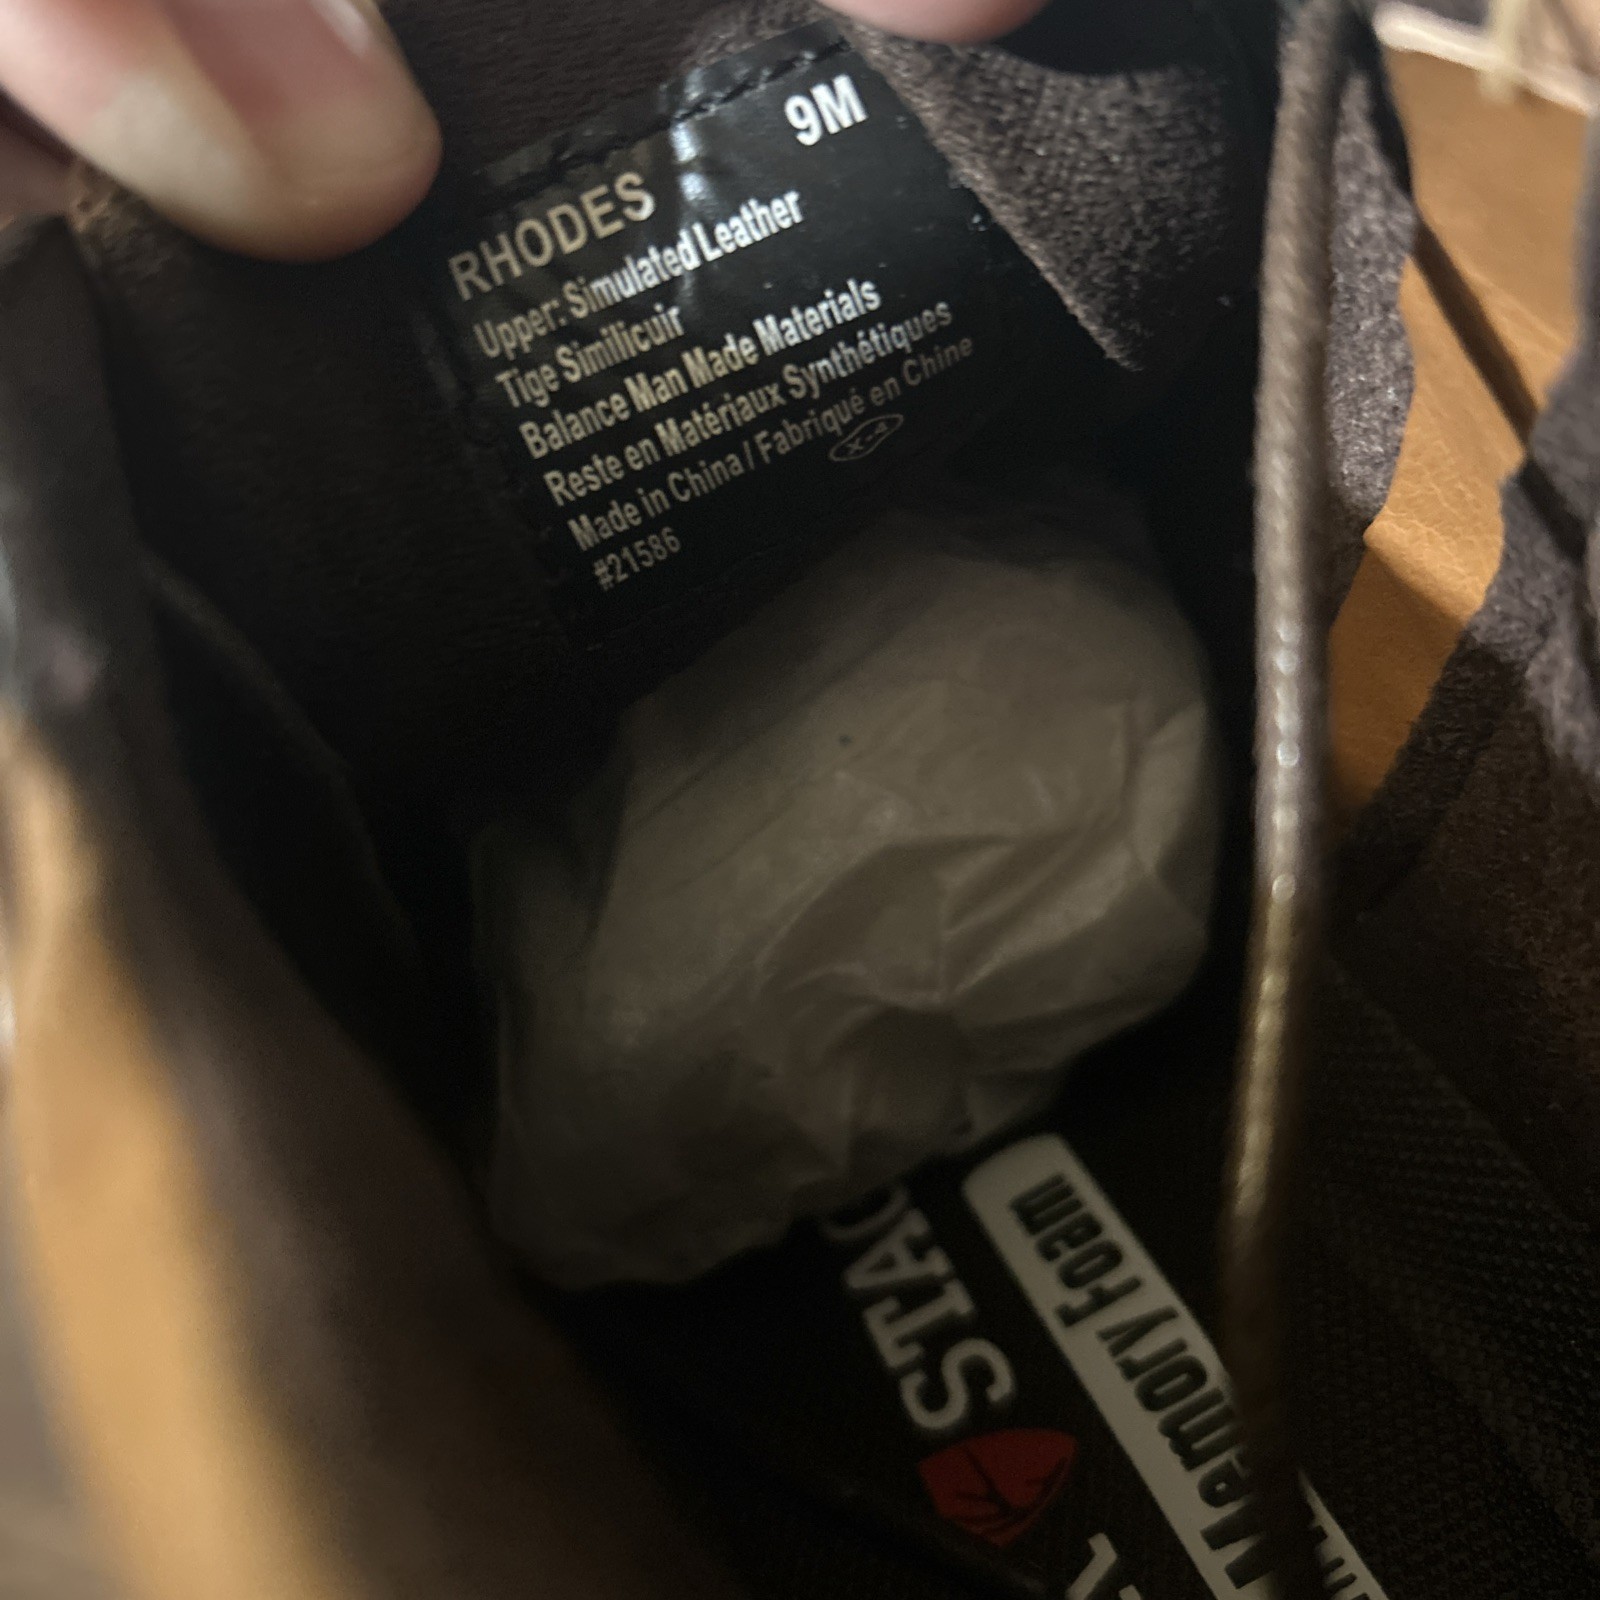 9M
RHODES
Upper: Simulated Leather
Tige Similicuir
Balance Man Made Materials
Reste en Matériaux Synthétiques
Made in China / Fabriqué en Chine
X-4
#21586
STAC
Memory Foam